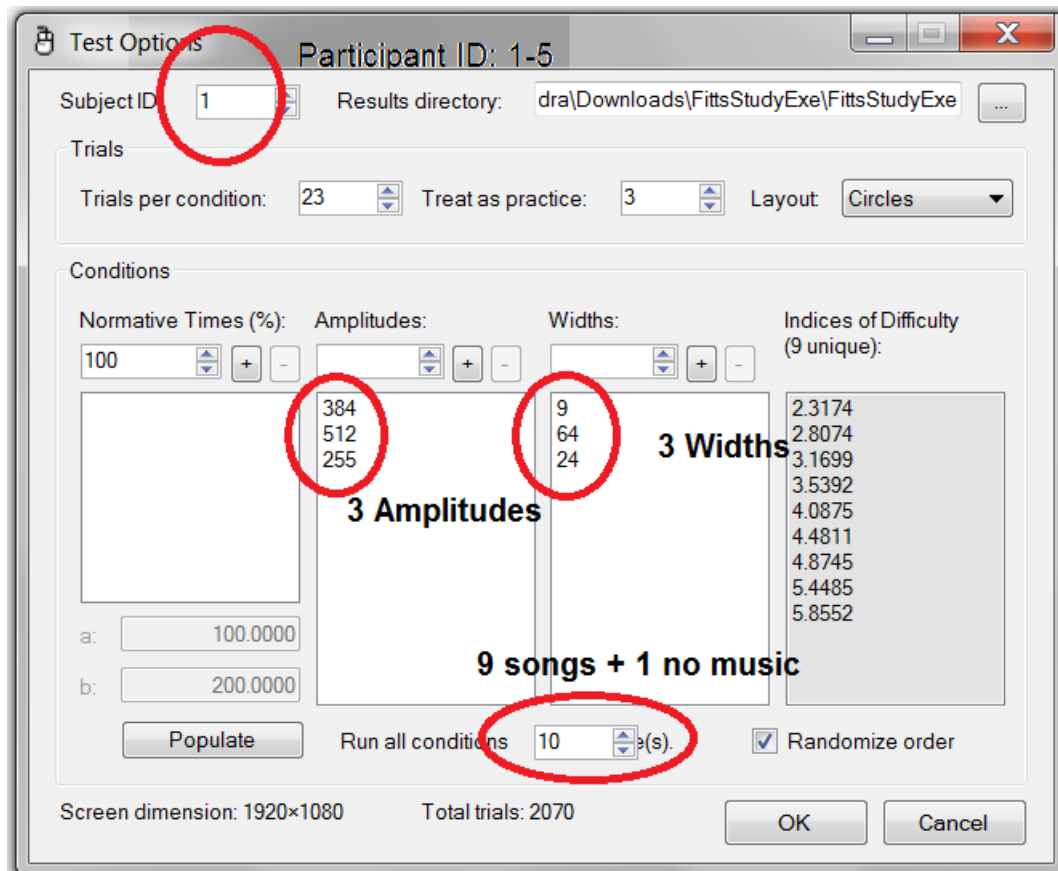 Test Options
Participant ID: 1-5
Subject ID 1 Results directory: dra\Downloads\FittsStudyExe\FittsStudyExe ...
Trials
Trials per condition: 23 Treat as practice: 3 Layout: Circles
Conditions
Normative Times (%): Amplitudes: Widths: Indices of Difficulty
(9 unique):
100 + - + - + -
384 9 2.3174
512 64 3 Widths 2.8074
255 24 3.1699
3.5392
3 Amplitudes 4.0875
4.4811
4.8745
5.4485
5.8552
a: 100.0000
9 songs + 1 no music
b: 200.0000
Populate Run all conditions 10 e(s). Randomize order
Screen dimension: 1920×1080 Total trials: 2070 OK Cancel